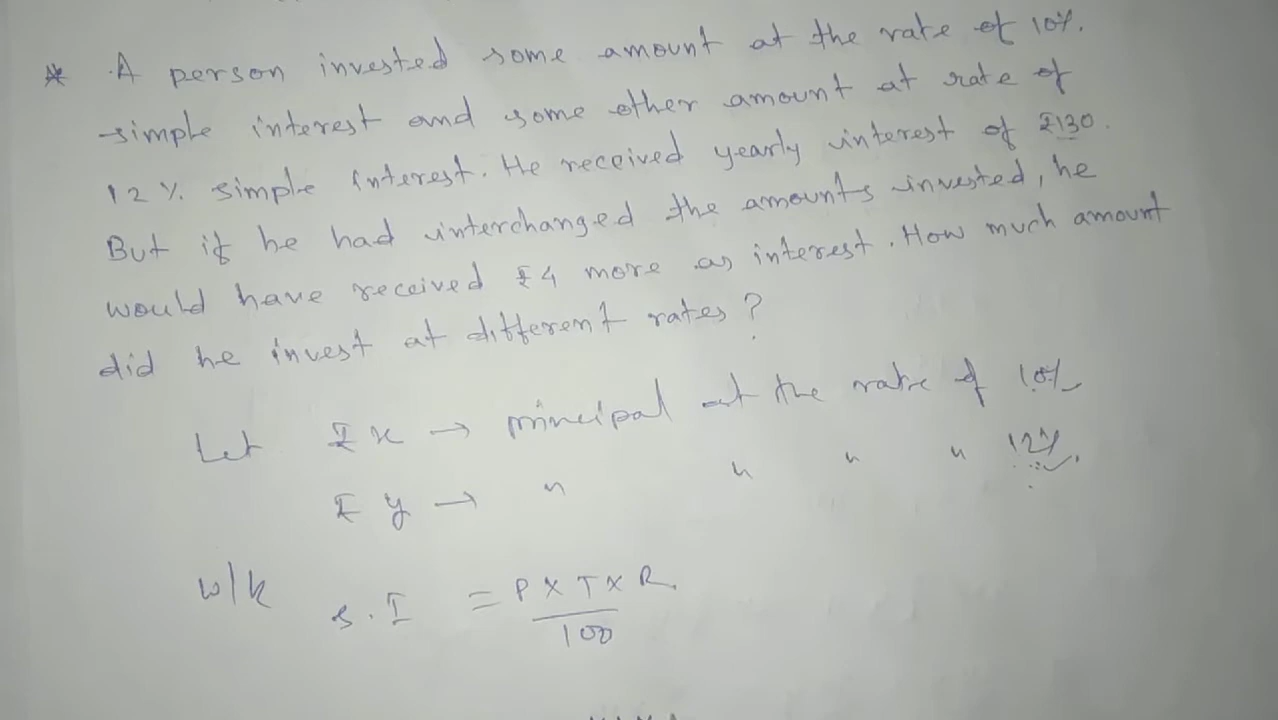 * A person invested some amount at the rate of 10%.
simple interest and some other amount at rate of
12% simple interest. He received yearly interest of ₹130.
But if he had interchanged the amounts invested, he
would have received ₹4 more as interest. How much amount
did he invest at different rates?
Let ₹ x → principal at the rate of 10%
₹ y → " " " " 12%.
w/k S.I = P X T X R
100